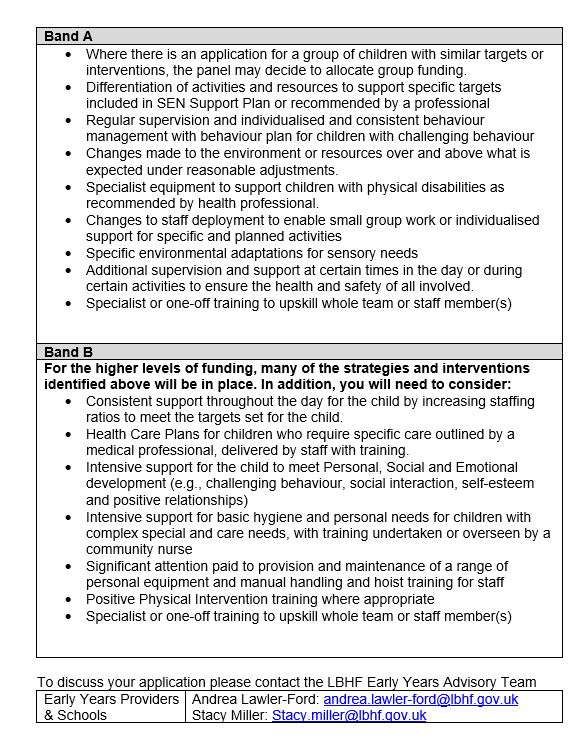 Band A
• Where there is an application for a group of children with similar targets or
interventions, the panel may decide to allocate group funding.
• Differentiation of activities and resources to support specific targets
included in SEN Support Plan or recommended by a professional
• Regular supervision and individualised and consistent behaviour
management with behaviour plan for children with challenging behaviour
• Changes made to the environment or resources over and above what is
expected under reasonable adjustments.
• Specialist equipment to support children with physical disabilities as
recommended by health professional.
• Changes to staff deployment to enable small group work or individualised
support for specific and planned activities
• Specific environmental adaptations for sensory needs
• Additional supervision and support at certain times in the day or during
certain activities to ensure the health and safety of all involved.
• Specialist or one-off training to upskill whole team or staff member(s)
Band B
For the higher levels of funding, many of the strategies and interventions
identified above will be in place. In addition, you will need to consider:
• Consistent support throughout the day for the child by increasing staffing
ratios to meet the targets set for the child.
• Health Care Plans for children who require specific care outlined by a
medical professional, delivered by staff with training.
• Intensive support for the child to meet Personal, Social and Emotional
development (e.g., challenging behaviour, social interaction, self-esteem
and positive relationships)
• Intensive support for basic hygiene and personal needs for children with
complex special and care needs, with training undertaken or overseen by a
community nurse
• Significant attention paid to provision and maintenance of a range of
personal equipment and manual handling and hoist training for staff
• Positive Physical Intervention training where appropriate
• Specialist or one-off training to upskill whole team or staff member(s)
To discuss your application please contact the LBHF Early Years Advisory Team
Early Years Providers
& Schools
Andrea Lawler-Ford: andrea.lawler-ford@lbhf.gov.uk
Stacy Miller: Stacy.miller@lbhf.gov.uk